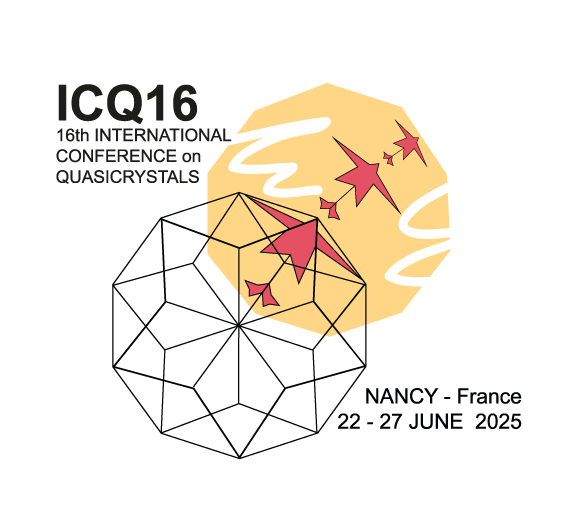 ICQ16
16th INTERNATIONAL
CONFERENCE on
QUASICRYSTALS
NANCY - France
22 - 27 JUNE 2025